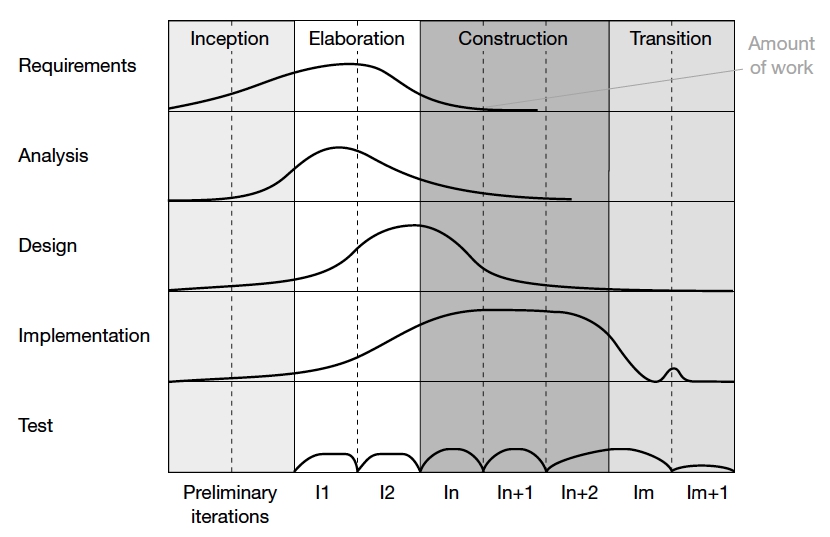 Inception
Elaboration
Construction
Transition
Amount
of work
Requirements
Analysis
Design
Implementation
Test
Preliminary
iterations
I1
I2
In
In+1
In+2
Im
Im+1